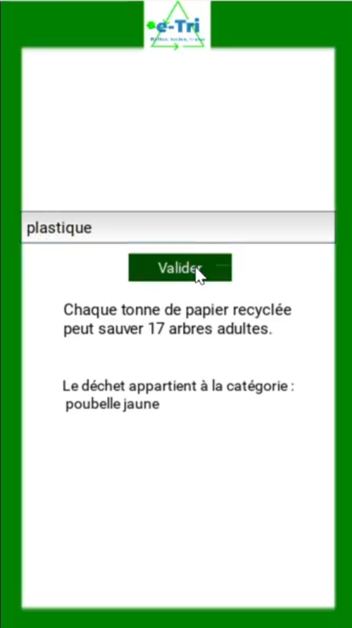 e-Tri
plastique
Valider
Chaque tonne de papier recyclée
peut sauver 17 arbres adultes.
Le déchet appartient à la catégorie :
poubelle jaune